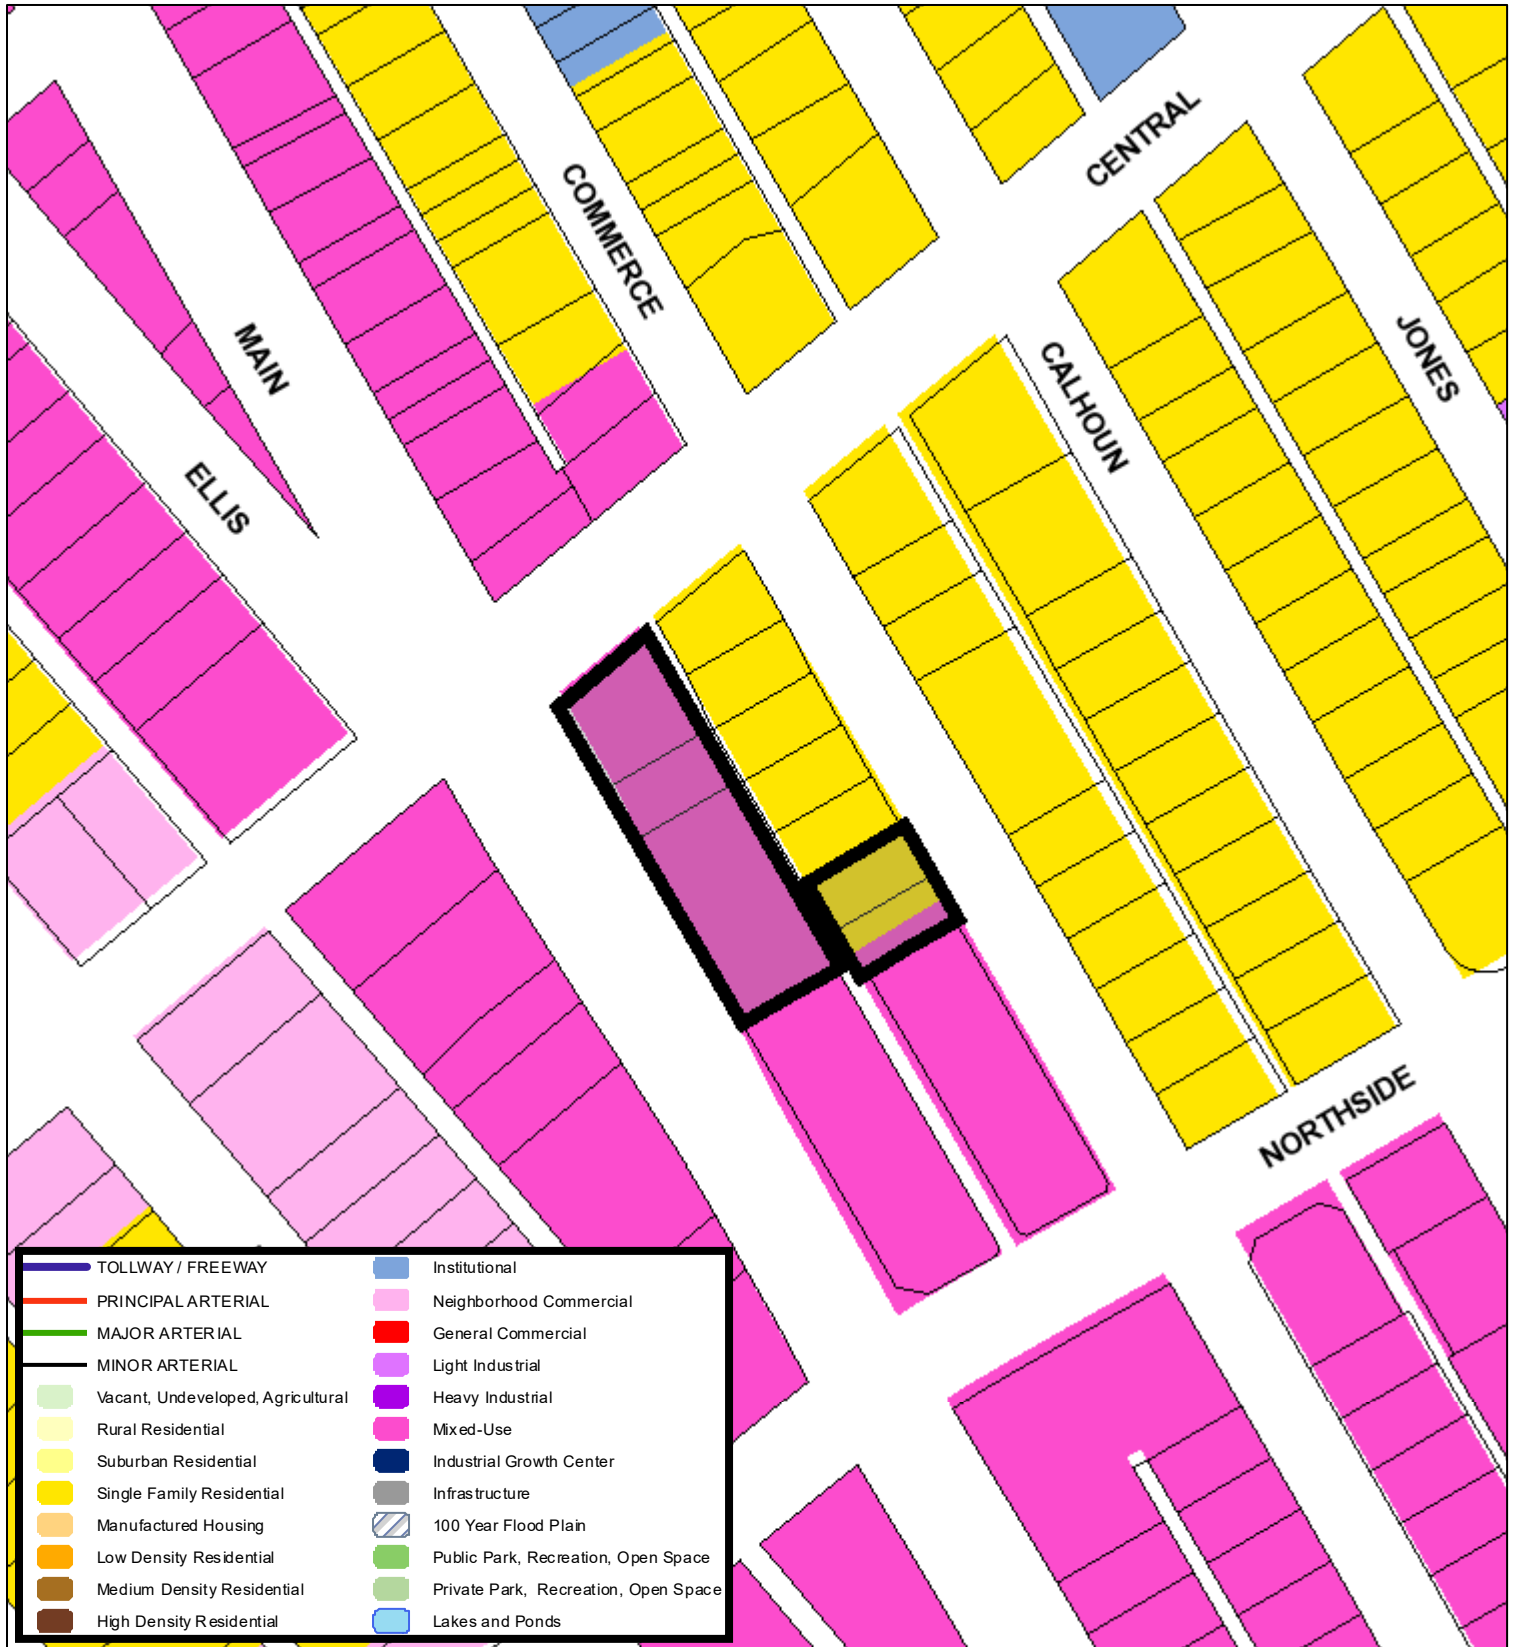 CENTRAL
COMMERCE
MAIN
JONES
CALHOUN
ELLIS
NORTHSIDE
TOLLWAY / FREEWAY
PRINCIPAL ARTERIAL
MAJOR ARTERIAL
MINOR ARTERIAL
Vacant, Undeveloped, Agricultural
Rural Residential
Suburban Residential
Single Family Residential
Manufactured Housing
Low Density Residential
Medium Density Residential
High Density Residential
Institutional
Neighborhood Commercial
General Commercial
Light Industrial
Heavy Industrial
Mixed-Use
Industrial Growth Center
Infrastructure
100 Year Flood Plain
Public Park, Recreation, Open Space
Private Park, Recreation, Open Space
Lakes and Ponds